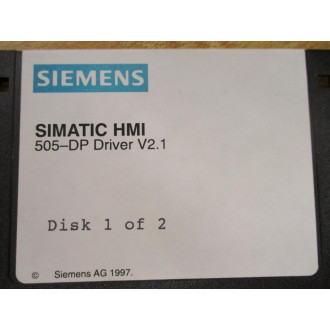 SIEMENS
SIMATIC HMI
505–DP Driver V2.1
Disk 1 of 2
© Siemens AG 1997.